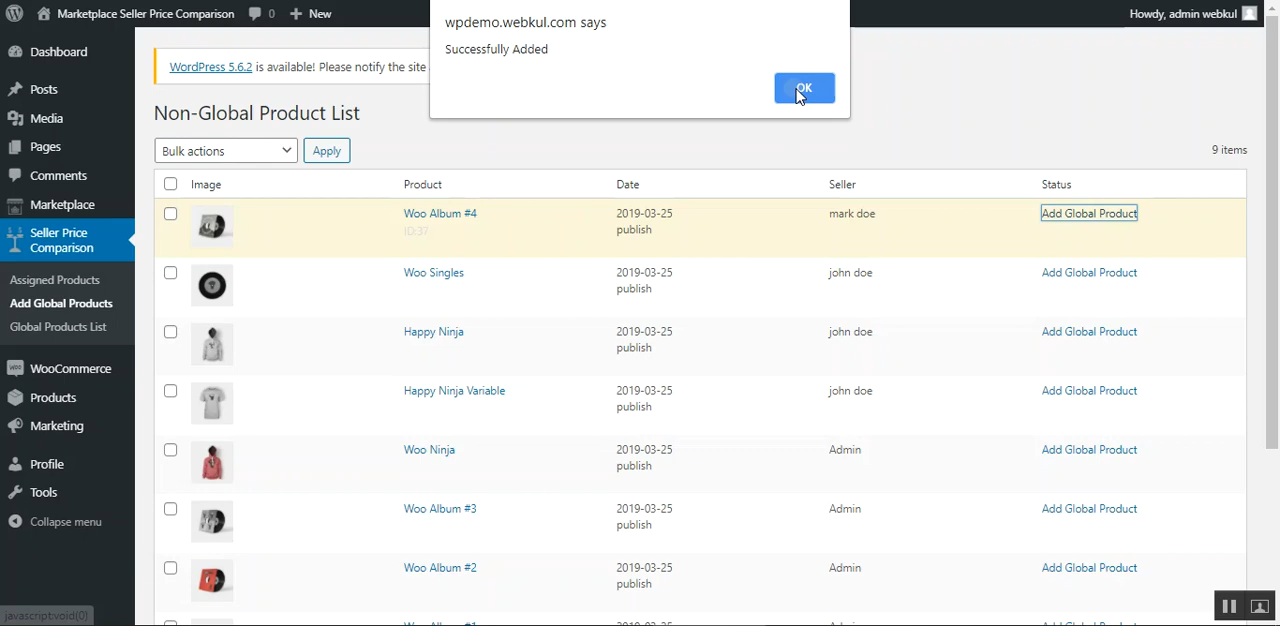 Marketplace Seller Price Comparison 0 New
Howdy, admin webkul
wpdemo.webkul.com says
Successfully Added
OK
Dashboard
Posts
Media
Pages
Comments
Marketplace
Seller Price
Comparison
Assigned Products
Add Global Products
Global Products List
WooCommerce
Products
Marketing
Profile
Tools
Collapse menu
javascript:void(0)
WordPress 5.6.2 is available! Please notify the site
Non-Global Product List
Bulk actions Apply 9 items
Image Product Date Seller Status
Woo Album #4 2019-03-25 mark doe Add Global Product
ID:37 publish
Woo Singles 2019-03-25 john doe Add Global Product
publish
Happy Ninja 2019-03-25 john doe Add Global Product
publish
Happy Ninja Variable 2019-03-25 john doe Add Global Product
publish
Woo Ninja 2019-03-25 Admin Add Global Product
publish
Woo Album #3 2019-03-25 Admin Add Global Product
publish
Woo Album #2 2019-03-25 Admin Add Global Product
publish